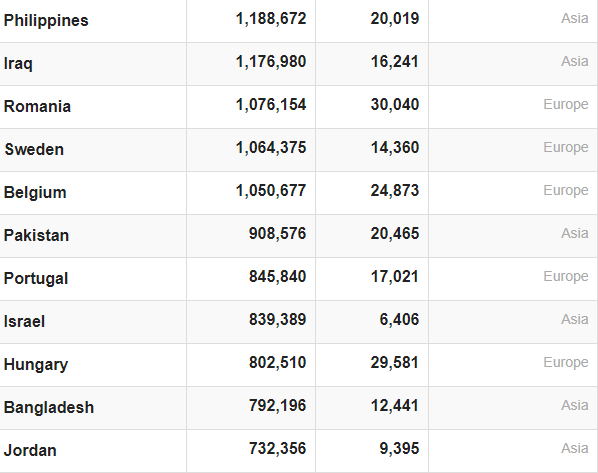 Philippines 1,188,672 20,019 Asia
Iraq 1,176,980 16,241 Asia
Romania 1,076,154 30,040 Europe
Sweden 1,064,375 14,360 Europe
Belgium 1,050,677 24,873 Europe
Pakistan 908,576 20,465 Asia
Portugal 845,840 17,021 Europe
Israel 839,389 6,406 Asia
Hungary 802,510 29,581 Europe
Bangladesh 792,196 12,441 Asia
Jordan 732,356 9,395 Asia